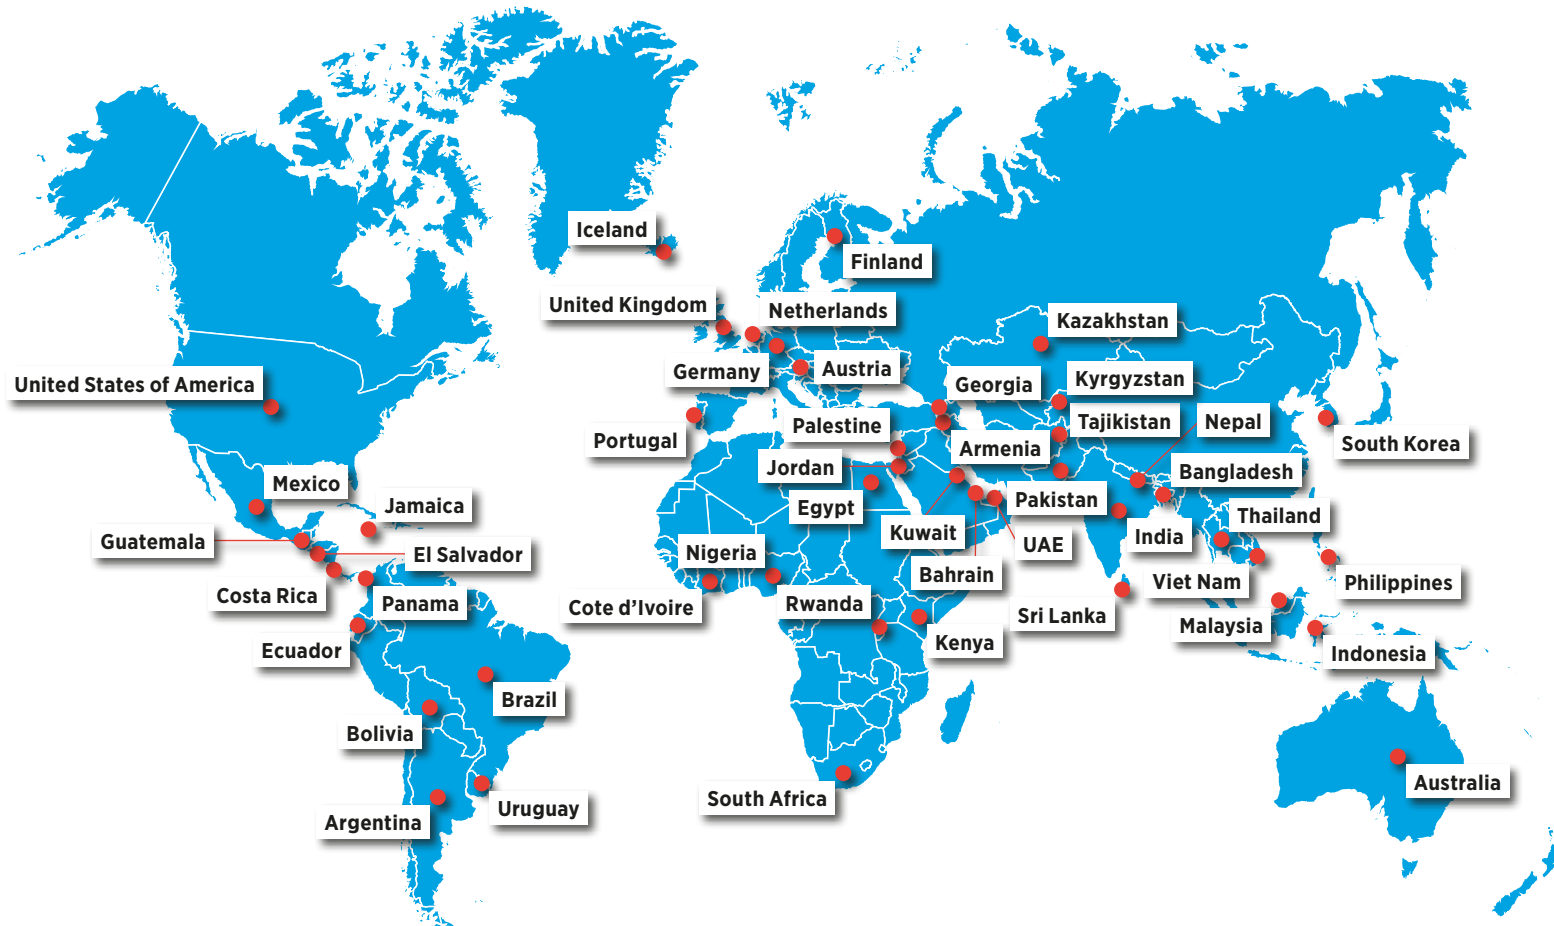 Iceland
Finland
United Kingdom
Netherlands
Kazakhstan
Germany
Austria
Georgia
Kyrgyzstan
United States of America
Portugal
Palestine
Armenia
Tajikistan
Nepal
South Korea
Jordan
Bangladesh
Mexico
Jamaica
Egypt
Pakistan
Thailand
Guatemala
El Salvador
Nigeria
Kuwait
UAE
India
Costa Rica
Panama
Cote d’Ivoire
Rwanda
Bahrain
Viet Nam
Philippines
Sri Lanka
Malaysia
Ecuador
Kenya
Indonesia
Brazil
Bolivia
Uruguay
Argentina
South Africa
Australia